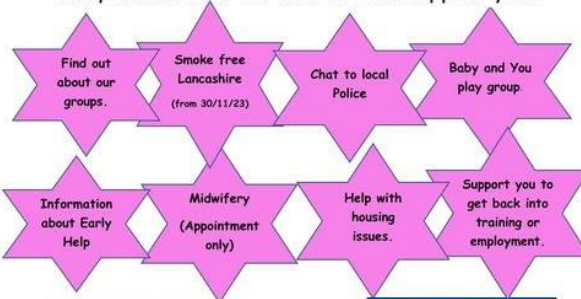 Find out
about our
groups.
Smoke free
Lancashire
(from 30/11/23)
Chat to local
Police
Baby and You
play group.
Information
about Early
Help
Midwifery
(Appointment
only)
Help with
housing
issues.
Support you to
get back into
training or
employment.